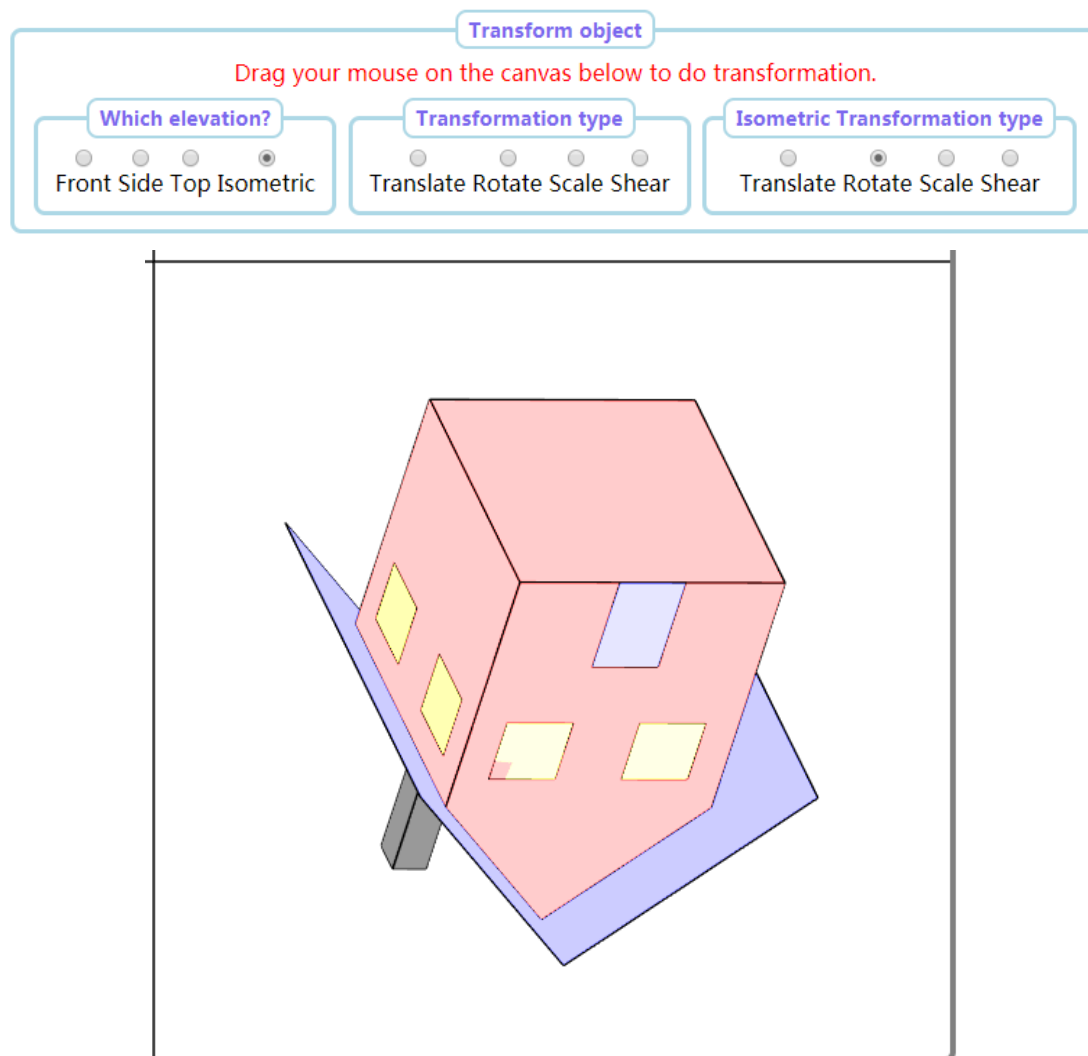 Transform object
Drag your mouse on the canvas below to do transformation.
Which elevation?
Transformation type
Isometric Transformation type
Front Side Top Isometric
Translate Rotate Scale Shear
Translate Rotate Scale Shear